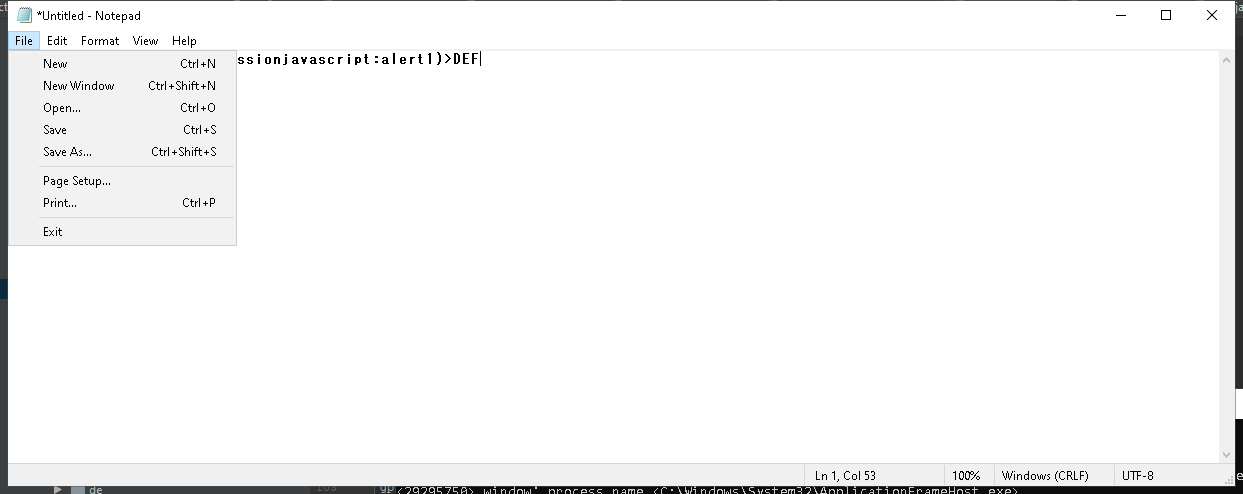 *Untitled - Notepad
File Edit Format View Help
ssionjavascript:alert1)>DEF
New Ctrl+N
New Window Ctrl+Shift+N
Open... Ctrl+O
Save Ctrl+S
Save As... Ctrl+Shift+S
Page Setup...
Print... Ctrl+P
Exit
Ln 1, Col 53 100% Windows (CRLF) UTF-8
de
<29295750> window' process name <C:\Windows\System32\ApplicationFrameHost.exe>